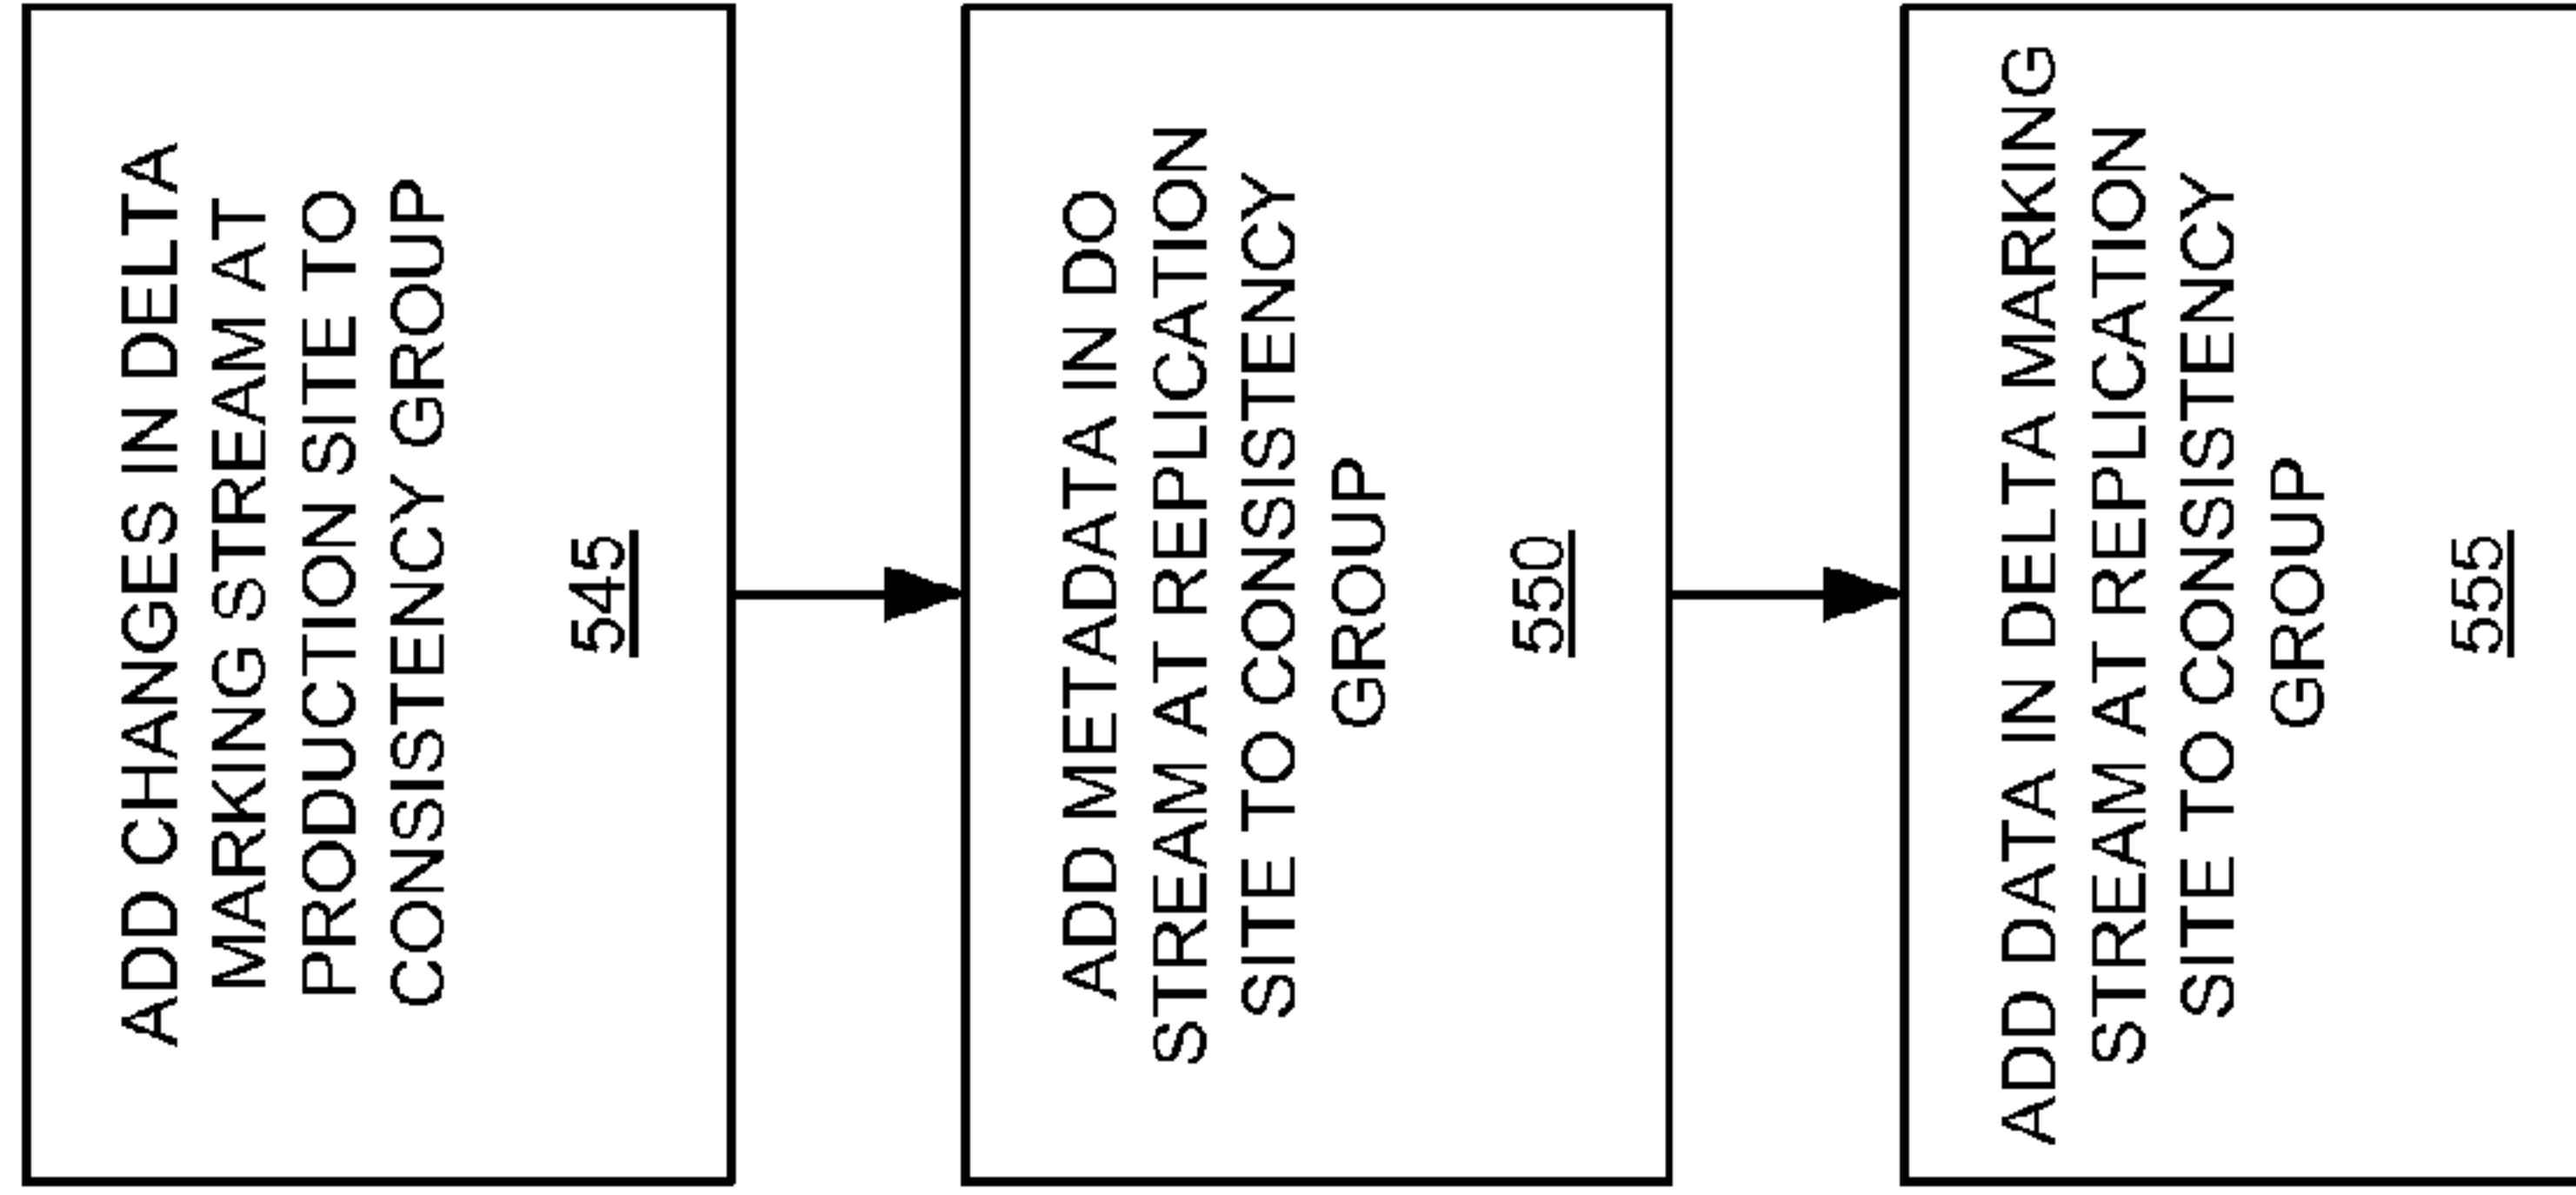 ADD CHANGES IN DELTA
MARKING STREAM AT
PRODUCTION SITE TO
CONSISTENCY GROUP
545
ADD METADATA IN DO
STREAM AT REPLICATION
SITE TO CONSISTENCY
GROUP
550
ADD DATA IN DELTA MARKING
STREAM AT REPLICATION
SITE TO CONSISTENCY
GROUP
555